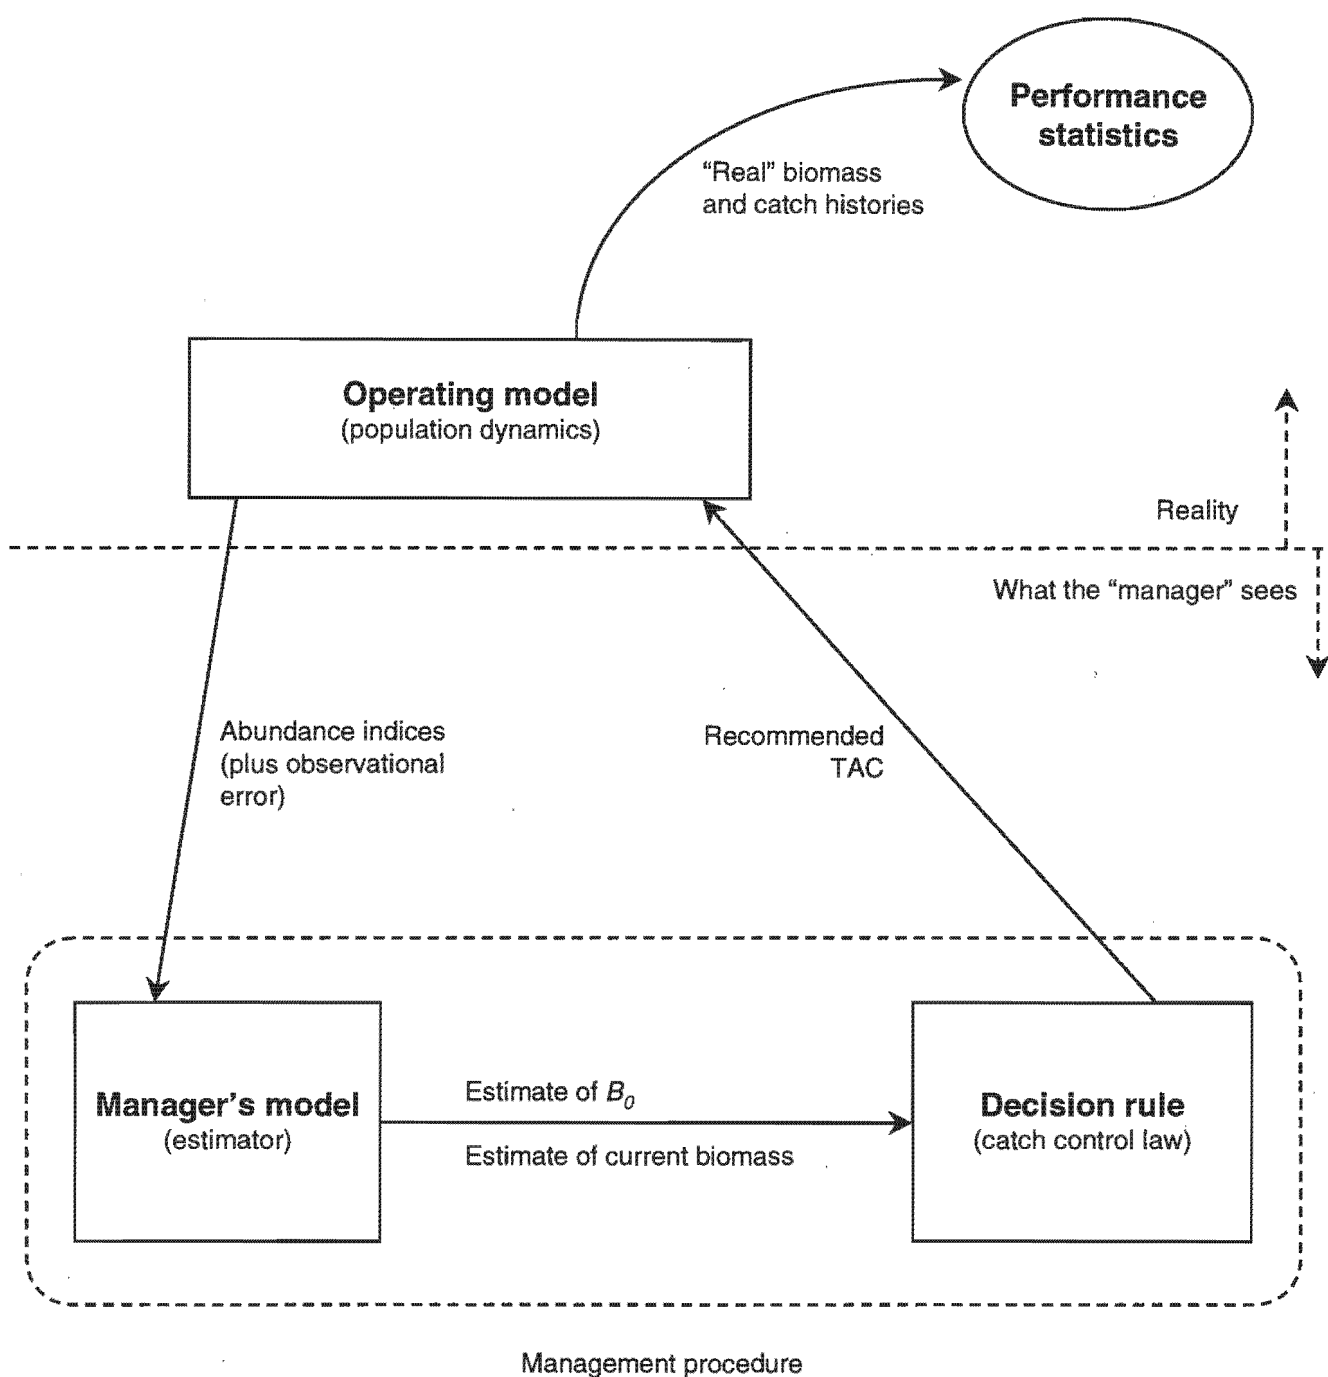 Performance
statistics
“Real” biomass
and catch histories
Operating model
(population dynamics)
Reality
What the “manager” sees
Abundance indices
(plus observational
error)
Recommended
TAC
Manager’s model
(estimator)
Estimate of B0
Estimate of current biomass
Decision rule
(catch control law)
Management procedure